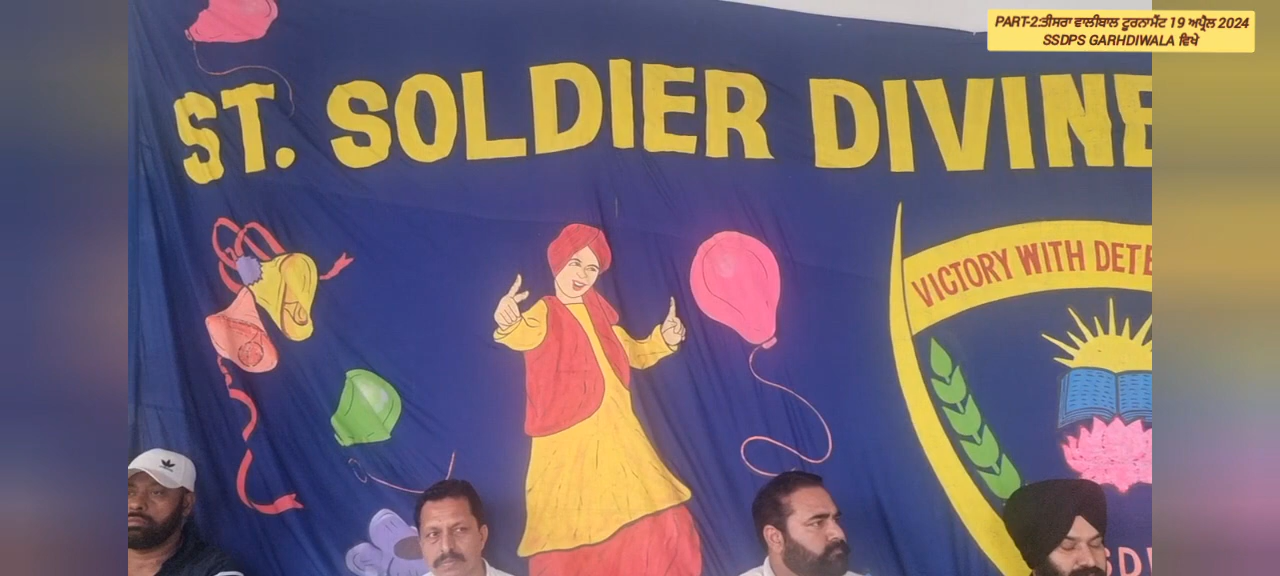 PART-2:ਤੀਸਰਾ ਵਾਲੀਬਾਲ ਟੂਰਨਾਮੈਂਟ 19 ਅਪ੍ਰੈਲ 2024
SSDPS GARHDIWALA ਵਿਖੇ
ST. SOLDIER DIVINE
VICTORY WITH DETE